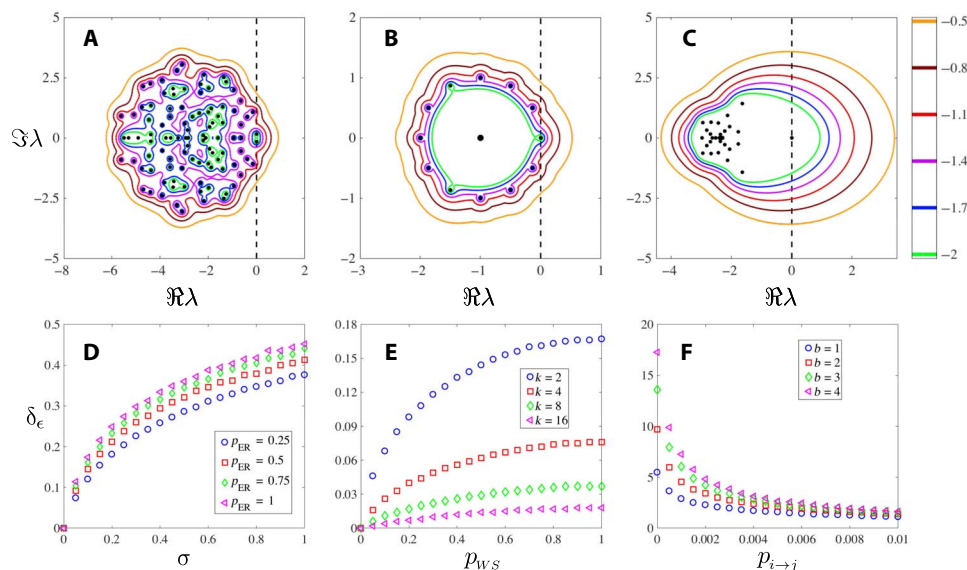 A
B
C
5
2.5
0
−2.5
−5
ℑλ
−8 −6 −4 −2 0 2
ℜλ
2
1
0
−1
−2
−3 −2 −1 0 1
ℜλ
5
2.5
0
−2.5
−5
−4 −2 0 2
ℜλ
−0.5
−0.8
−1.1
−1.4
−1.7
−2
D
0.5
0.4
0.3
0.2
0.1
0
δϵ
0 0.2 0.4 0.6 0.8 1
σ
pER = 0.25
pER = 0.5
pER = 0.75
pER = 1
E
0.18
0.15
0.12
0.09
0.06
0.03
0
0 0.2 0.4 0.6 0.8 1
pWS
k = 2
k = 4
k = 8
k = 16
F
20
15
10
5
0
0 0.002 0.004 0.006 0.008 0.01
pi→j
b = 1
b = 2
b = 3
b = 4